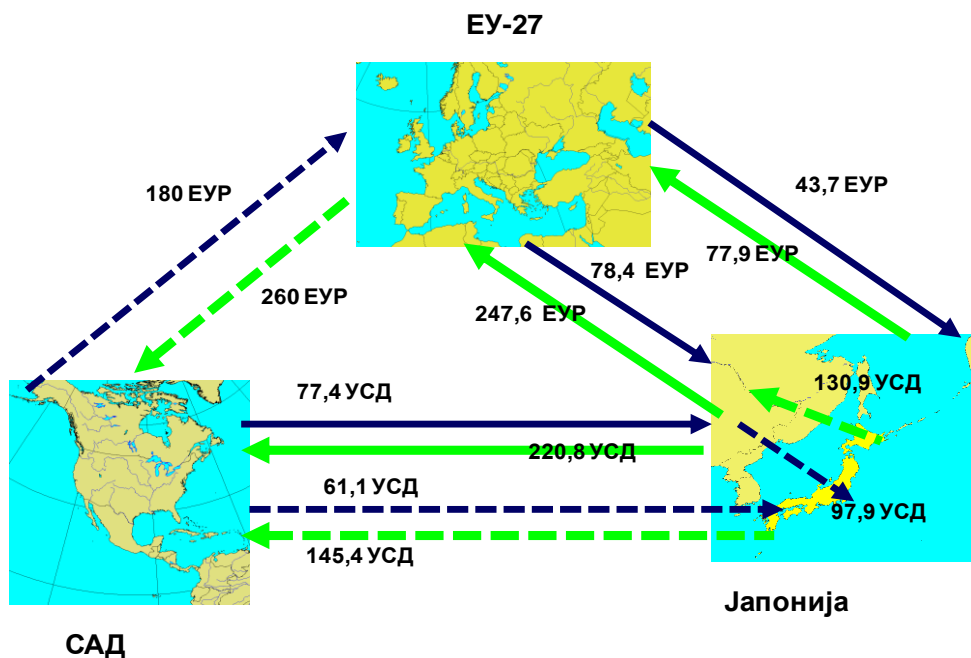 ЕУ-27
180 ЕУР
43,7 ЕУР
77,9 ЕУР
78,4 ЕУР
260 ЕУР
247,6 ЕУР
77,4 УСД
130,9 УСД
220,8 УСД
61,1 УСД
97,9 УСД
145,4 УСД
Јапонија
САД